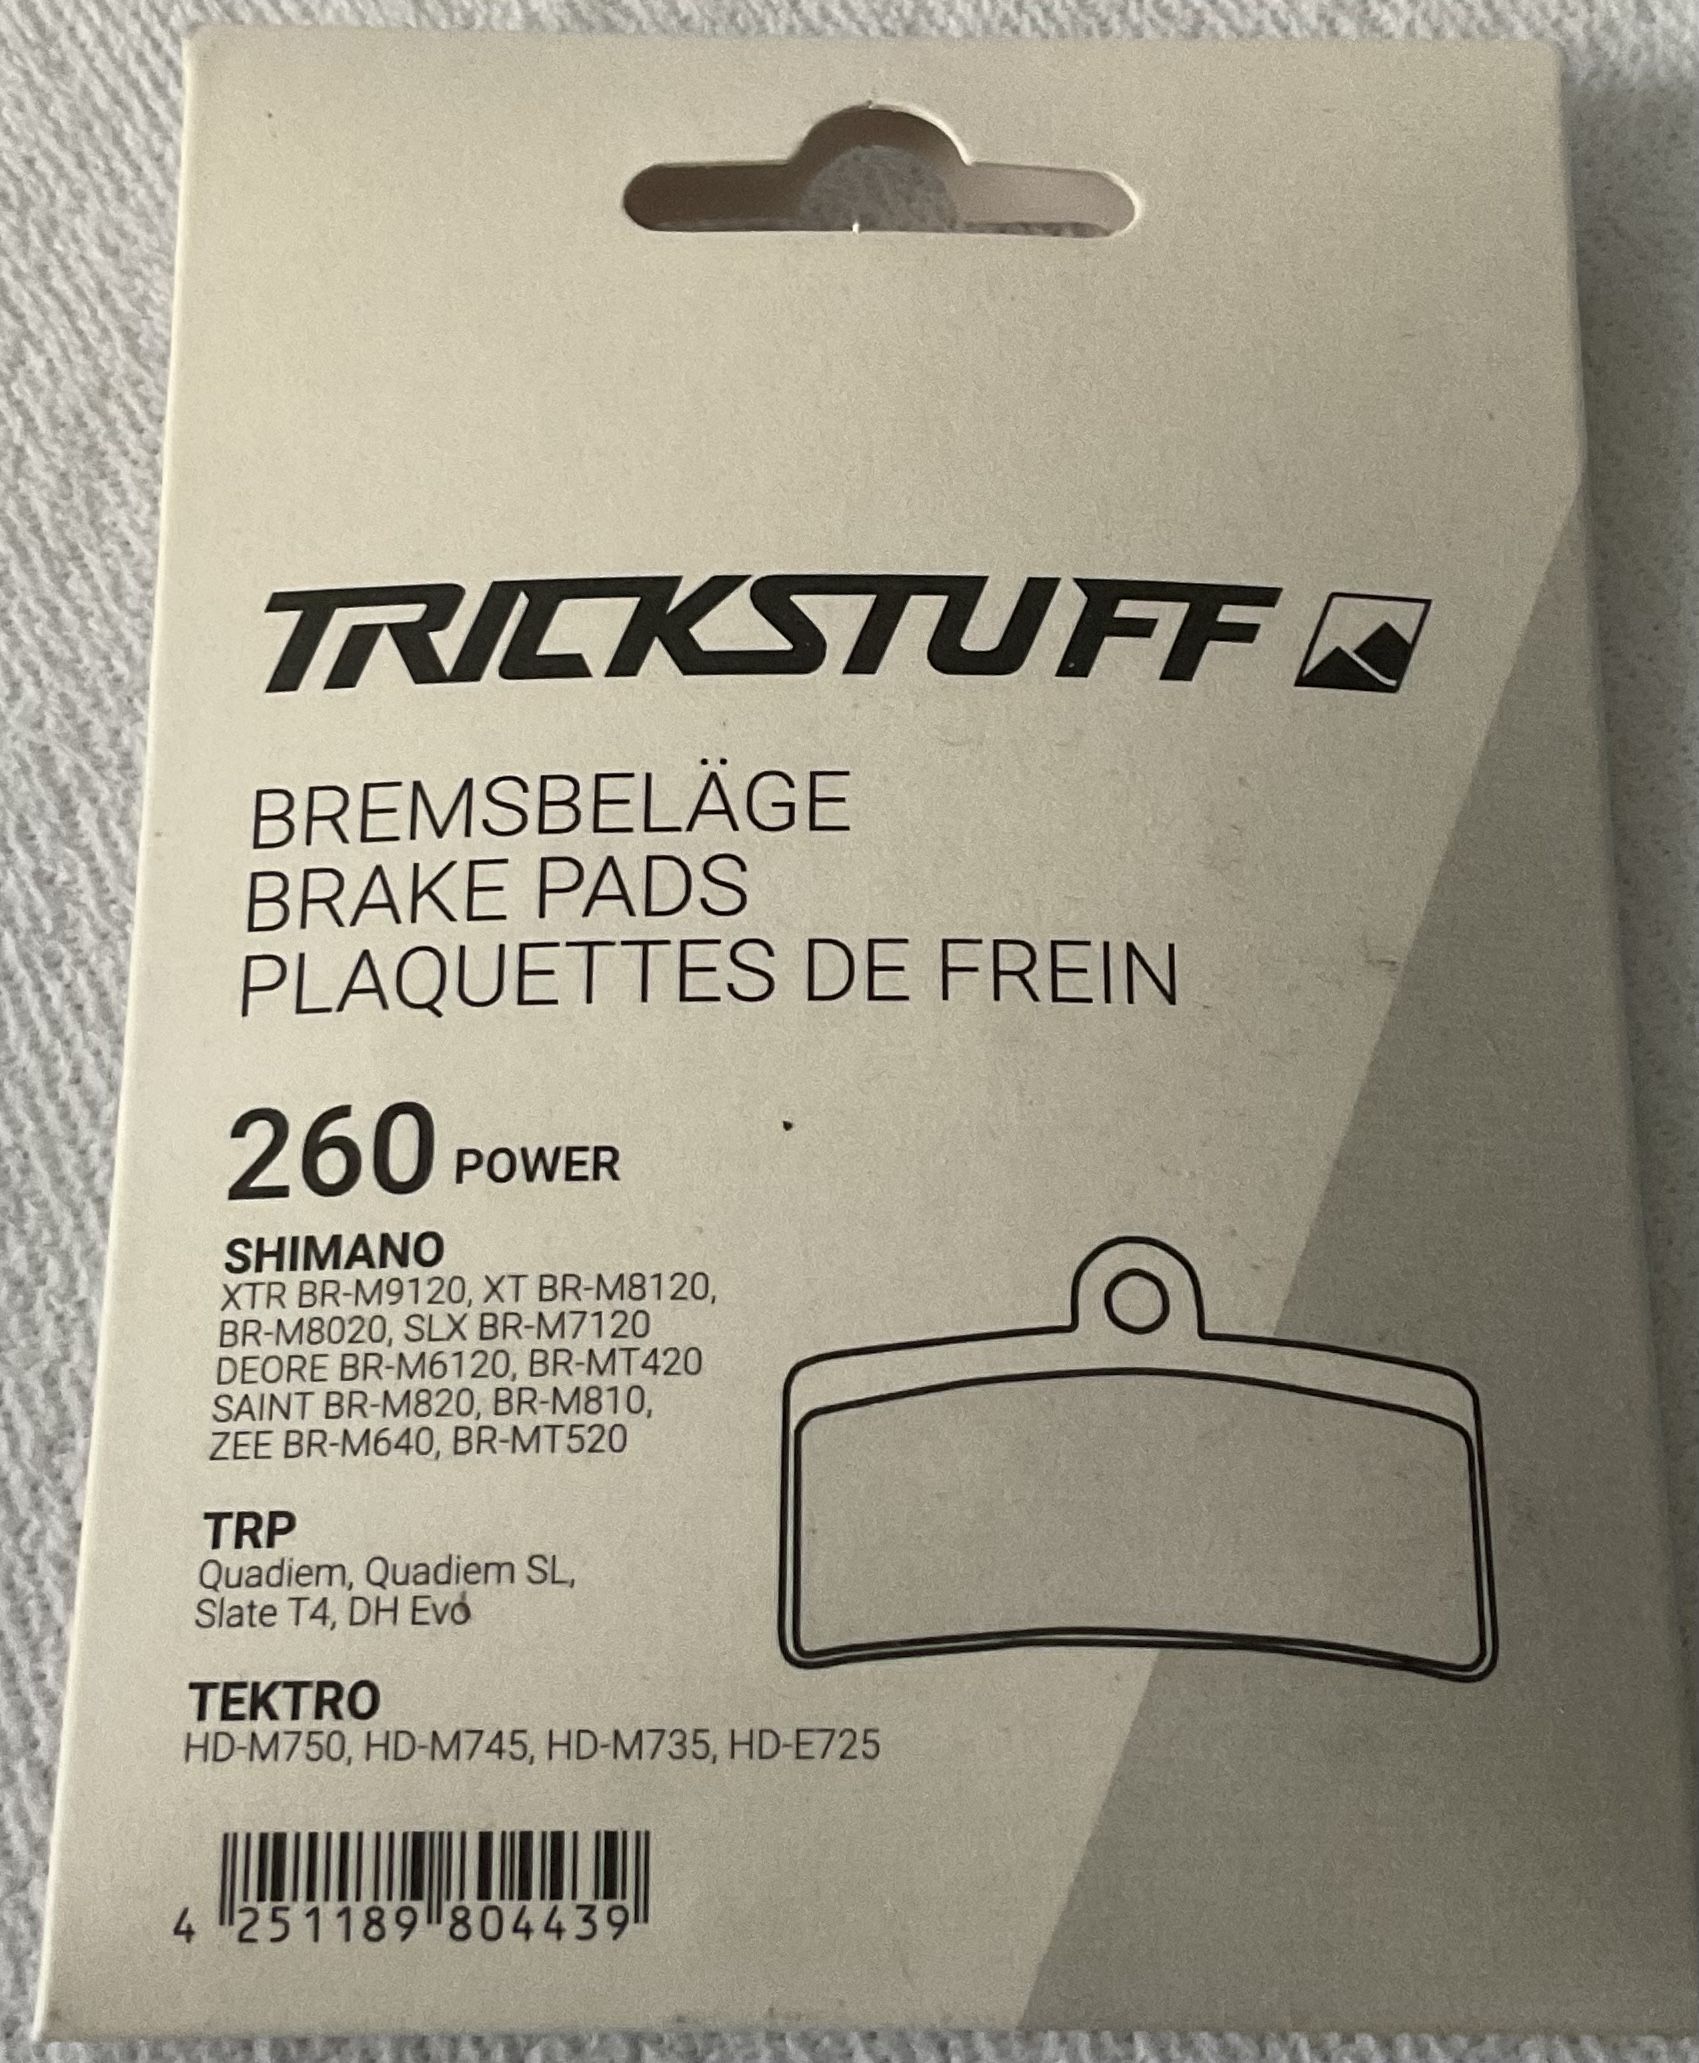 TRICKSTUFF
BREMSBELÄGE
BRAKE PADS
PLAQUETTES DE FREIN
260 POWER
SHIMANO
XTR BR-M9120, XT BR-M8120,
BR-M8020, SLX BR-M7120
DEORE BR-M6120, BR-MT420
SAINT BR-M820, BR-M810,
ZEE BR-M640, BR-MT520
TRP
Quadiem, Quadiem SL,
Slate T4, DH Evo
TEKTRO
HD-M750, HD-M745, HD-M735, HD-E725
4 251189 804439